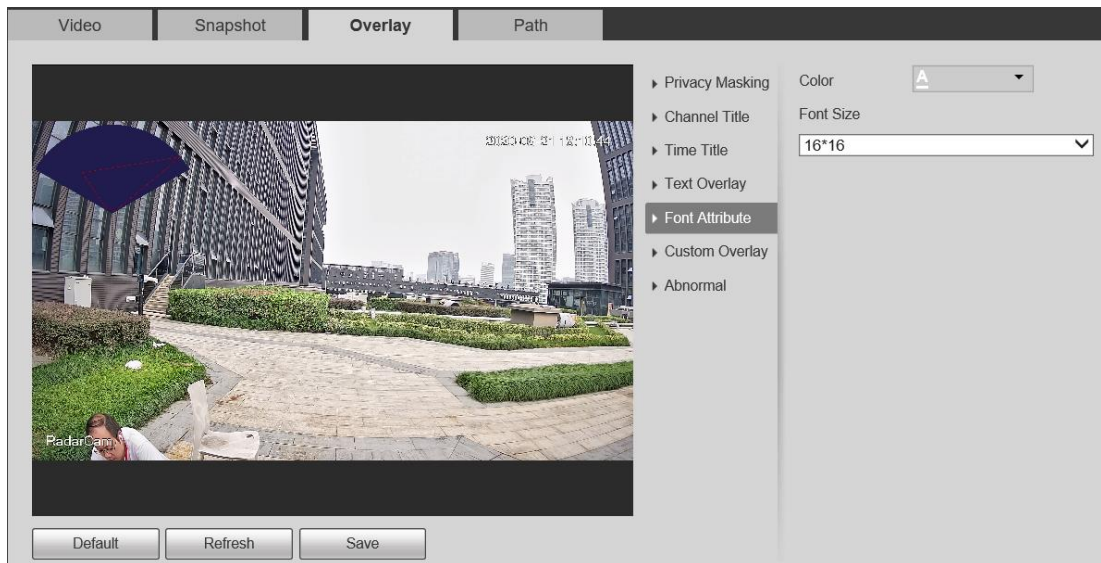 Video
Snapshot
Overlay
Path
RadarCam
Privacy Masking
Channel Title
Time Title
Text Overlay
Font Attribute
Custom Overlay
Abnormal
Color
A
Font Size
16*16
Default
Refresh
Save